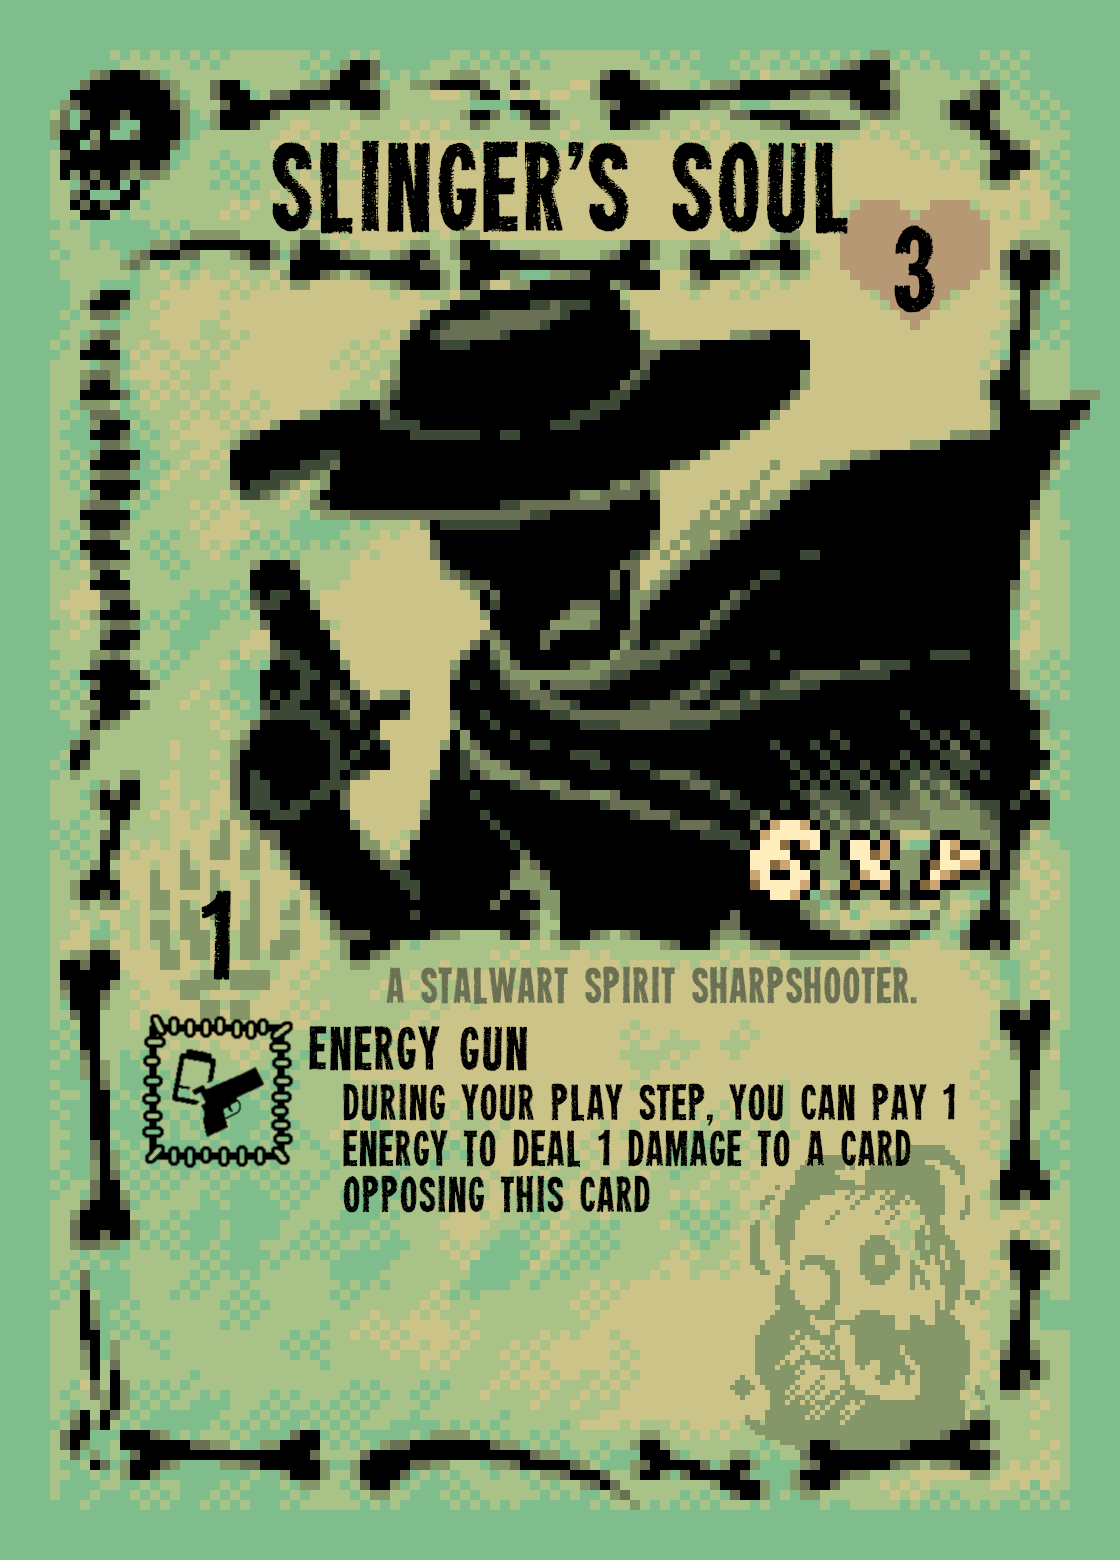 SLINGER'S SOUL
3
6 X Y
1
A STALWART SPIRIT SHARPSHOOTER.
ENERGY GUN
DURING YOUR PLAY STEP, YOU CAN PAY 1
ENERGY TO DEAL 1 DAMAGE TO A CARD
OPPOSING THIS CARD